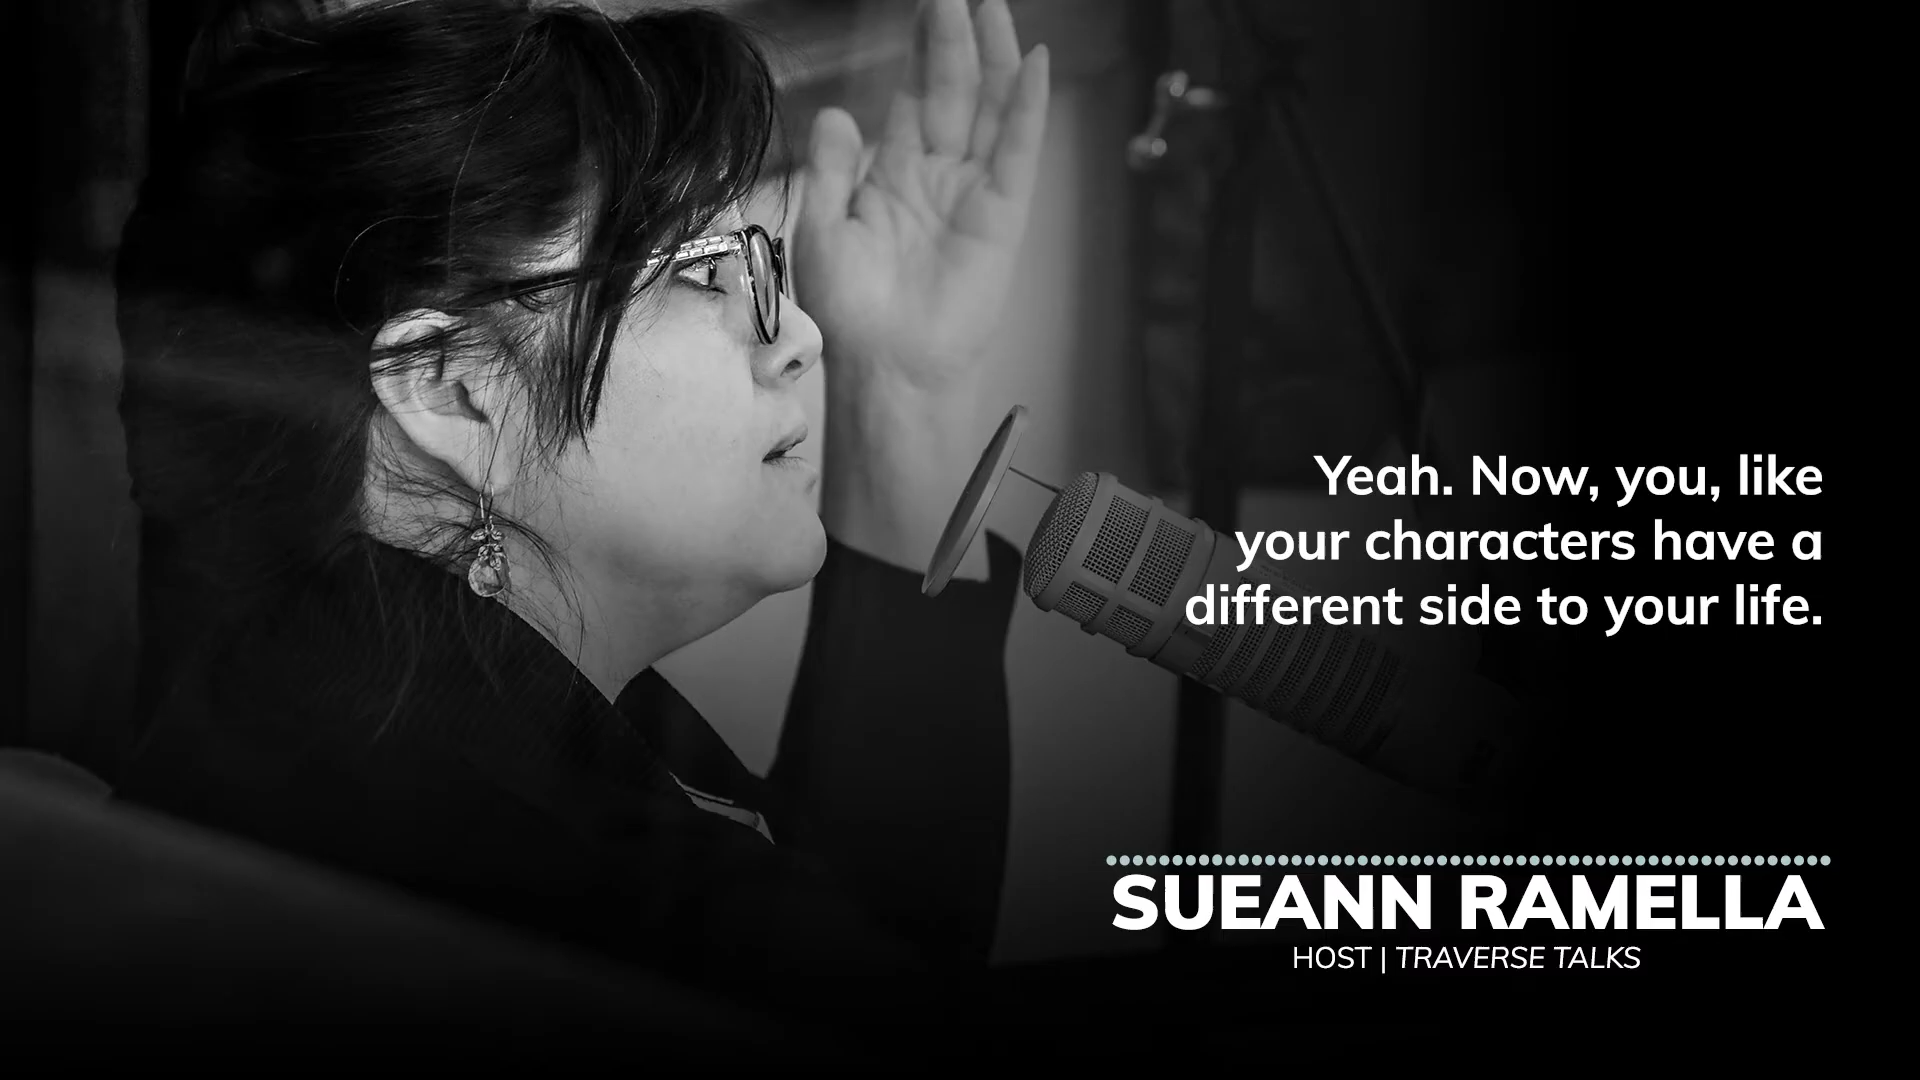 Yeah. Now, you, like
your characters have a
different side to your life.
SUEANN RAMELLA
HOST | TRAVERSE TALKS